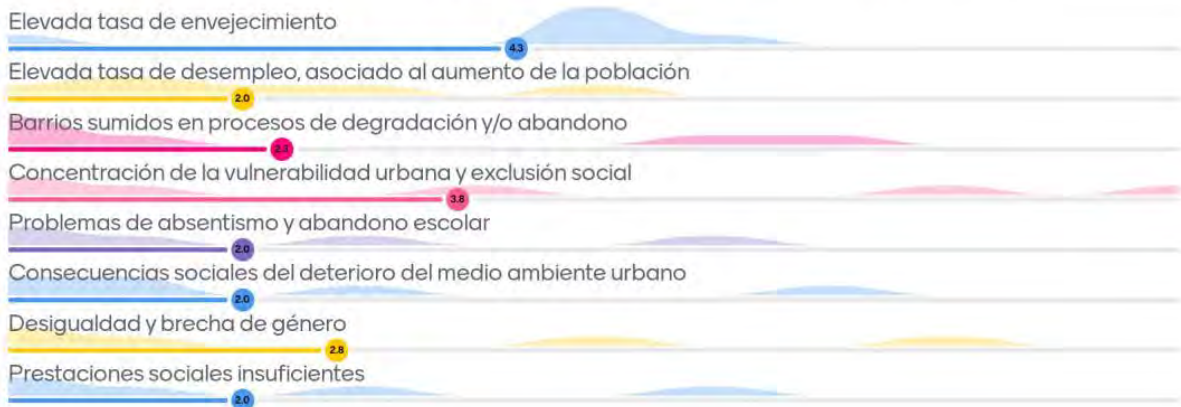 Elevada tasa de envejecimiento
4.3
Elevada tasa de desempleo, asociado al aumento de la población
2.0
Barrios sumidos en procesos de degradación y/o abandono
Concentración de la vulnerabilidad urbana y exclusión social
3.8
Problemas de absentismo y abandono escolar
2.0
Consecuencias sociales del deterioro del medio ambiente urbano
2.0
Desigualdad y brecha de género
2.8
Prestaciones sociales insuficientes
2.0